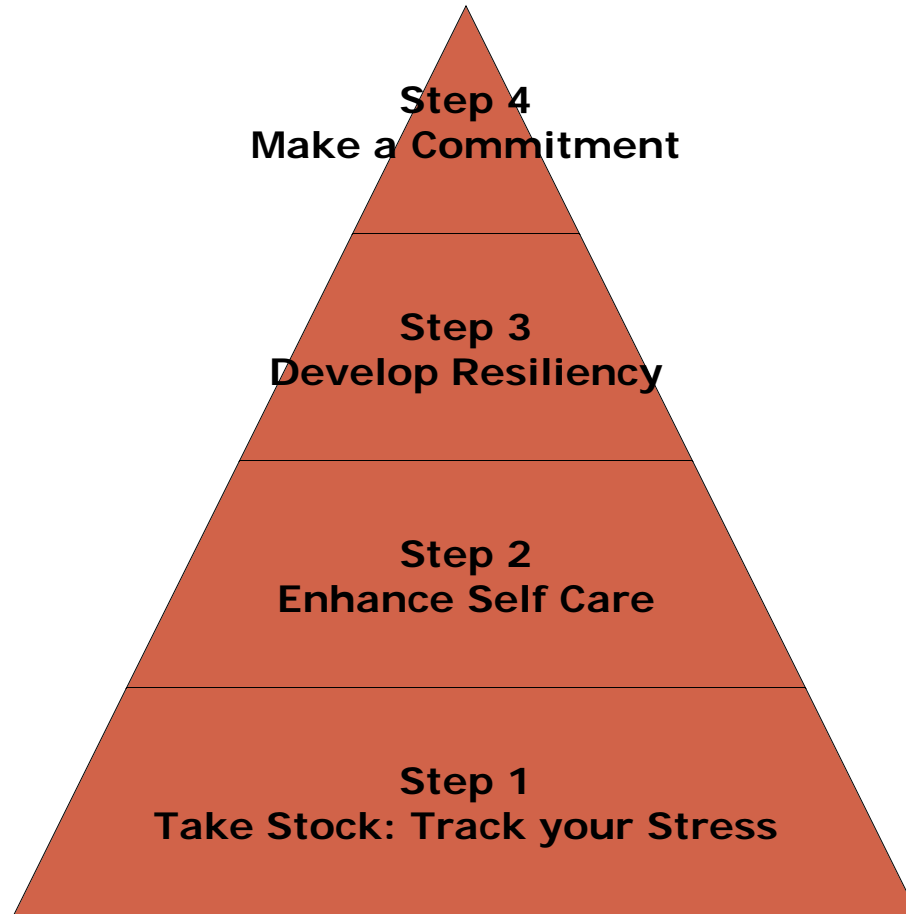 Step 4
Make a Commitment
Step 3
Develop Resiliency
Step 2
Enhance Self Care
Step 1
Take Stock: Track your Stress